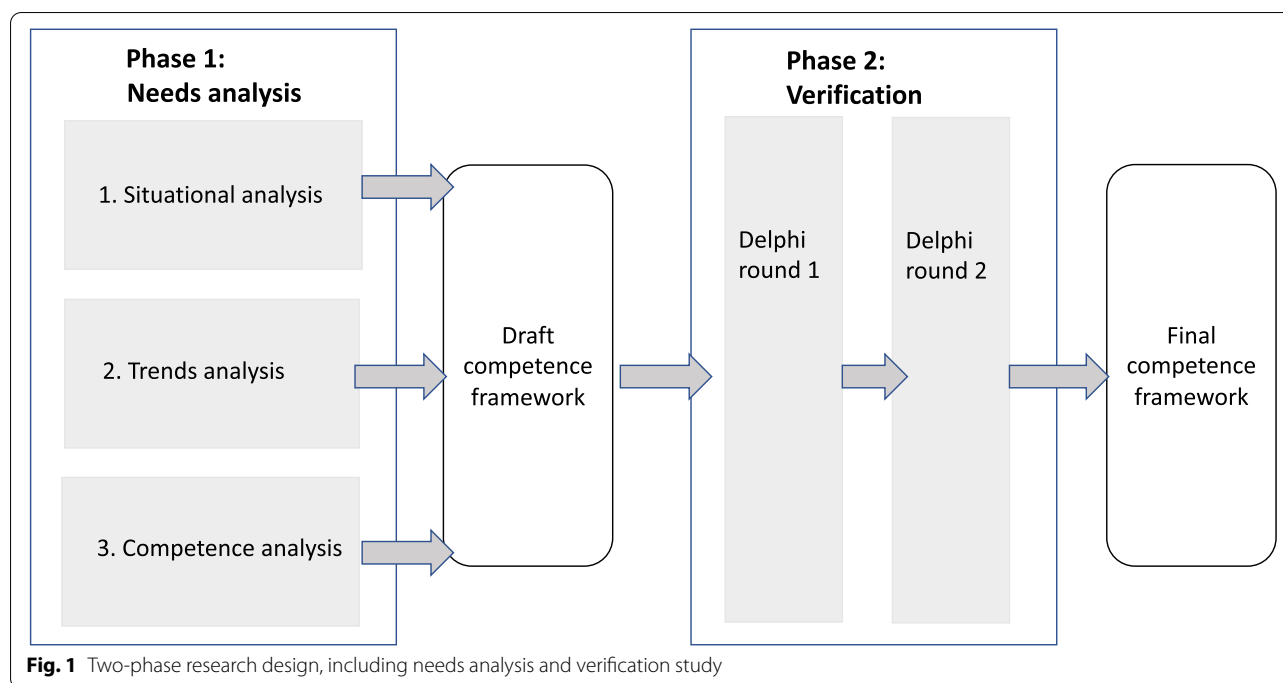 Phase 1:
Needs analysis
1. Situational analysis
2. Trends analysis
3. Competence analysis
Draft
competence
framework
Phase 2:
Verification
Delphi
round 1
Delphi
round 2
Final
competence
framework
Fig. 1 Two-phase research design, including needs analysis and verification study